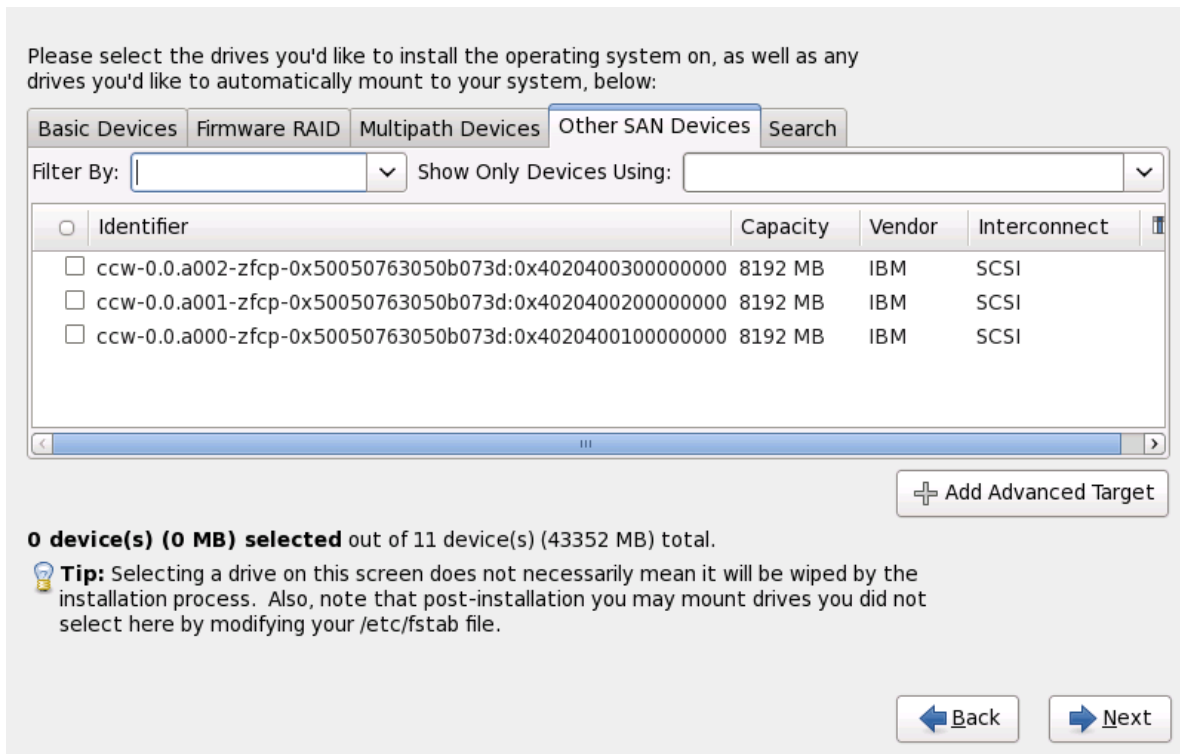 Please select the drives you'd like to install the operating system on, as well as any
drives you'd like to automatically mount to your system, below:
Basic Devices Firmware RAID Multipath Devices Other SAN Devices Search
Filter By: Show Only Devices Using:
Identifier Capacity Vendor Interconnect
ccw-0.0.a002-zfcp-0x50050763050b073d:0x4020400300000000 8192 MB IBM SCSI
ccw-0.0.a001-zfcp-0x50050763050b073d:0x4020400200000000 8192 MB IBM SCSI
ccw-0.0.a000-zfcp-0x50050763050b073d:0x4020400100000000 8192 MB IBM SCSI
Add Advanced Target
0 device(s) (0 MB) selected out of 11 device(s) (43352 MB) total.
Tip: Selecting a drive on this screen does not necessarily mean it will be wiped by the
installation process. Also, note that post-installation you may mount drives you did not
select here by modifying your /etc/fstab file.
Back Next